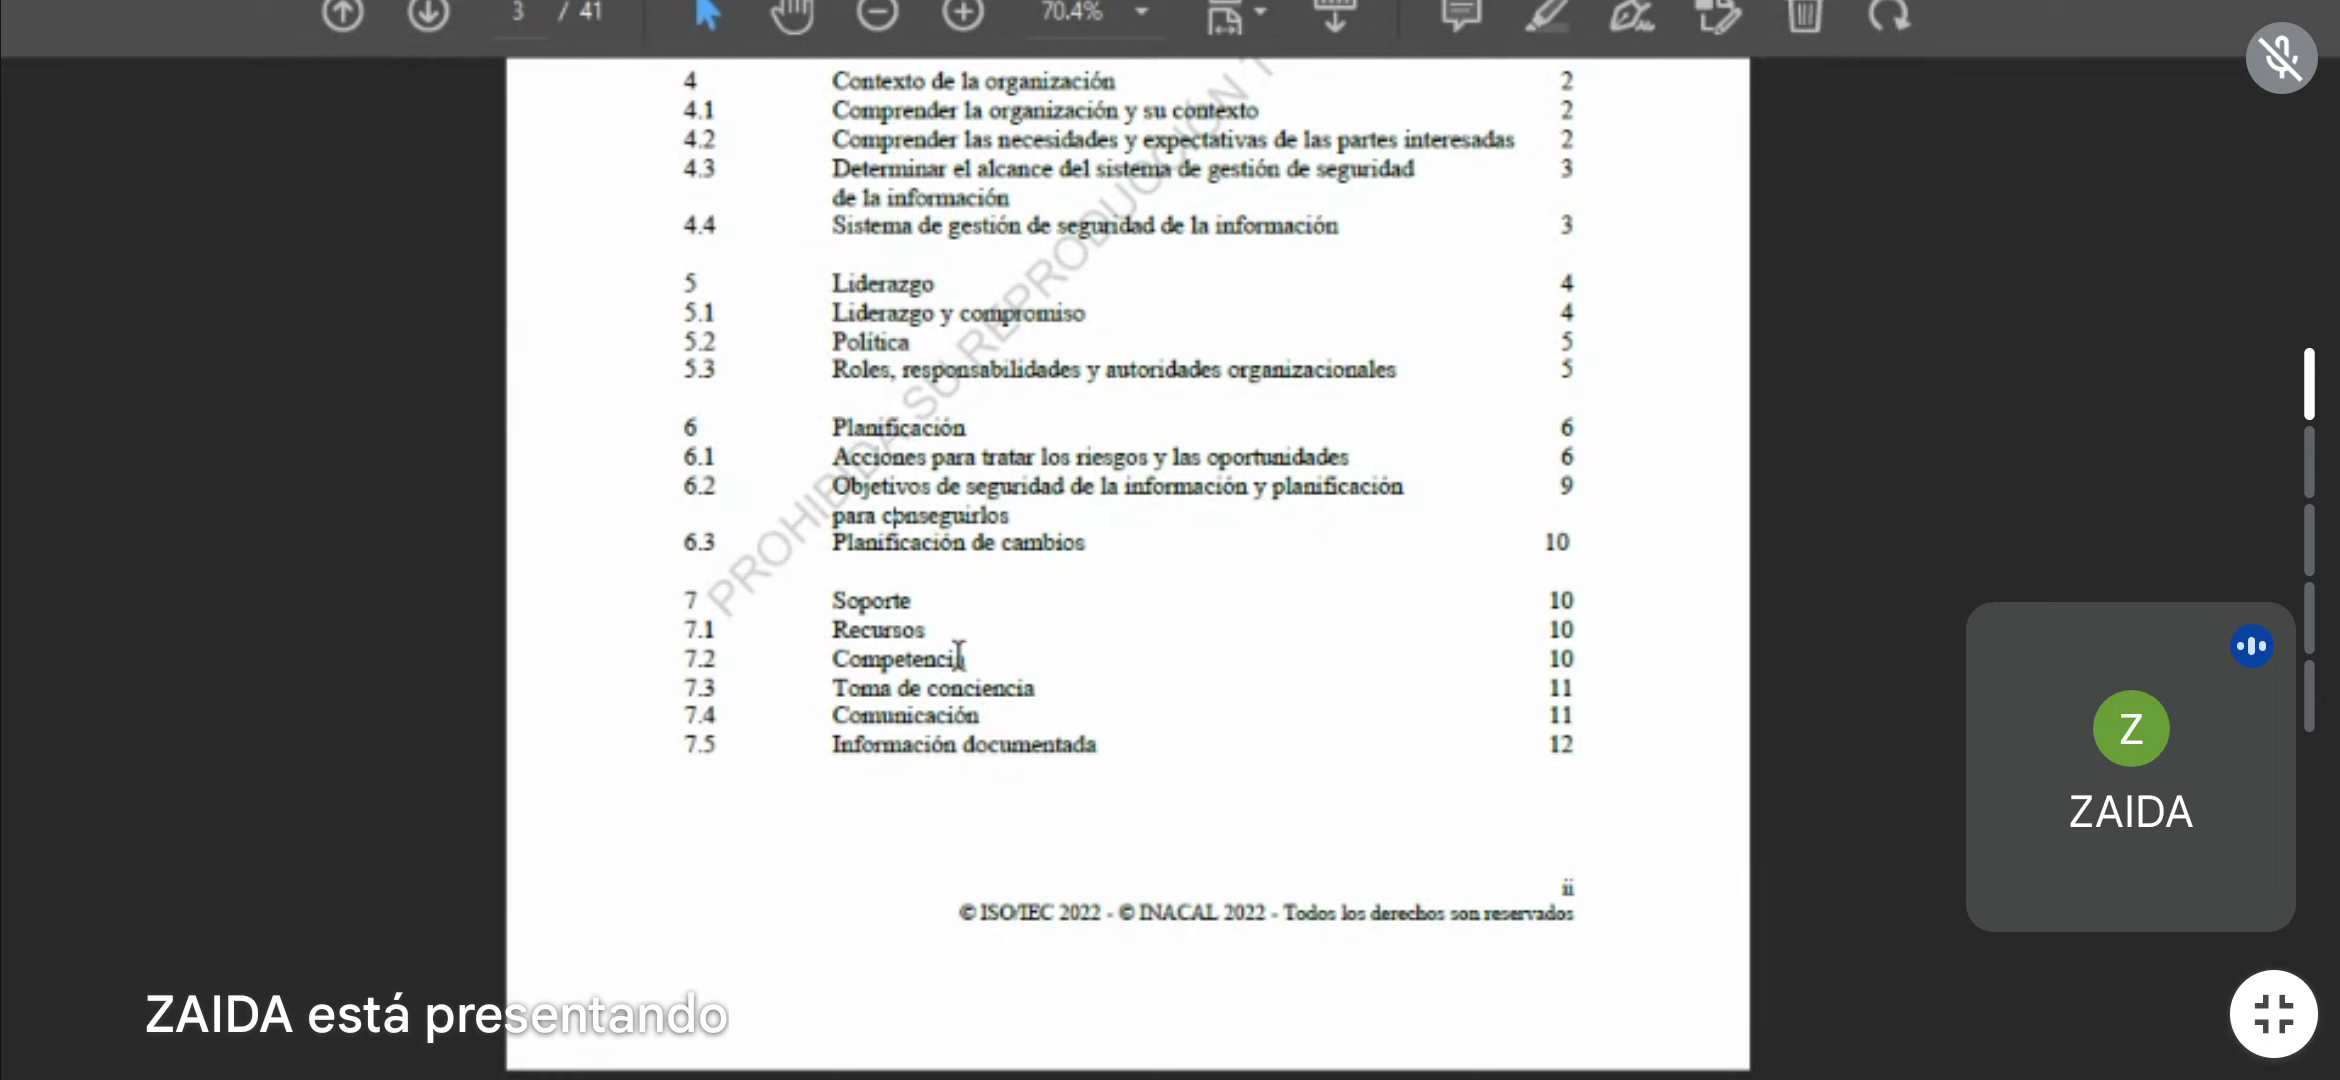 3 / 41 70.4%
4 Contexto de la organización 2
4.1 Comprender la organización y su contexto 2
4.2 Comprender las necesidades y expectativas de las partes interesadas 2
4.3 Determinar el alcance del sistema de gestión de seguridad 3
de la información
4.4 Sistema de gestión de seguridad de la información 3
5 Liderazgo 4
5.1 Liderazgo y compromiso 4
5.2 Política 5
5.3 Roles, responsabilidades y autoridades organizacionales 5
6 Planificación 6
6.1 Acciones para tratar los riesgos y las oportunidades 6
6.2 Objetivos de seguridad de la información y planificación 9
para conseguirlos
6.3 Planificación de cambios 10
7 Soporte 10
7.1 Recursos 10
7.2 Competencia 10
7.3 Toma de conciencia 11
7.4 Comunicación 11
7.5 Información documentada 12
PROHIBIDA SU REPRODUCCIÓN T
ii
© ISO/IEC 2022 - © INACAL 2022 - Todos los derechos son reservados
Z
ZAIDA
ZAIDA está presentando